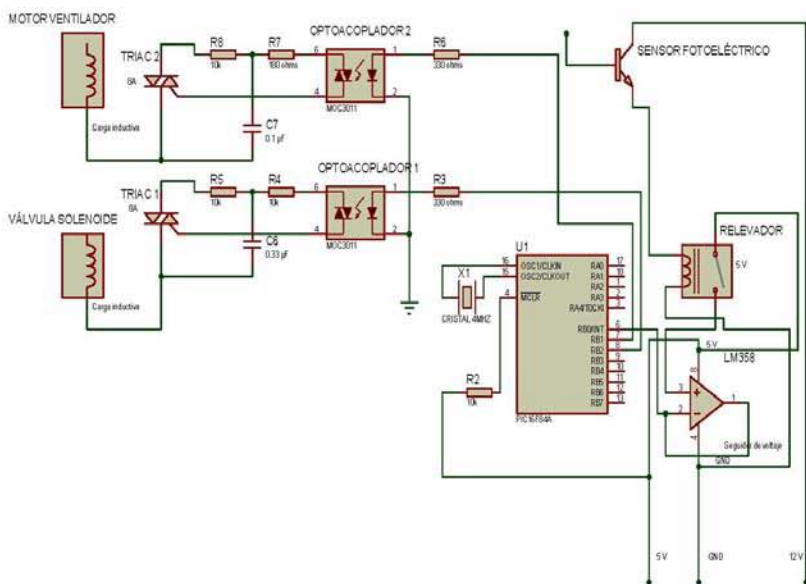 MOTOR VENTILADOR
TRIAC 2
6A
Carga inductiva
R8
10k
R7
180 ohms
C7
0.1 µF
OPTOACOPLADOR 2
6
1
4
2
MOC3011
R6
330 ohms
SENSOR FOTOELÉCTRICO
VÁLVULA SOLENOIDE
TRIAC 1
6A
Carga inductiva
R5
10k
R4
10k
C6
0.33 µF
OPTOACOPLADOR 1
6
1
4
2
MOC3011
R3
330 ohms
RELEVADOR
5 V
X1
CRISTAL 4MHZ
R2
10k
U1
16
OSC1/CLKIN
15
OSC2/CLKOUT
4
MCLR
RA0
17
RA1
18
RA2
1
RA3
2
RA4/T0CKI
3
RB0/INT
6
RB1
7
RB2
8
RB3
9
RB4
10
RB5
11
RB6
12
RB7
13
PIC16F84A
5 V
LM358
8
3
2
1
4
Seguidor de voltaje
GND
5 V
GND
12 V